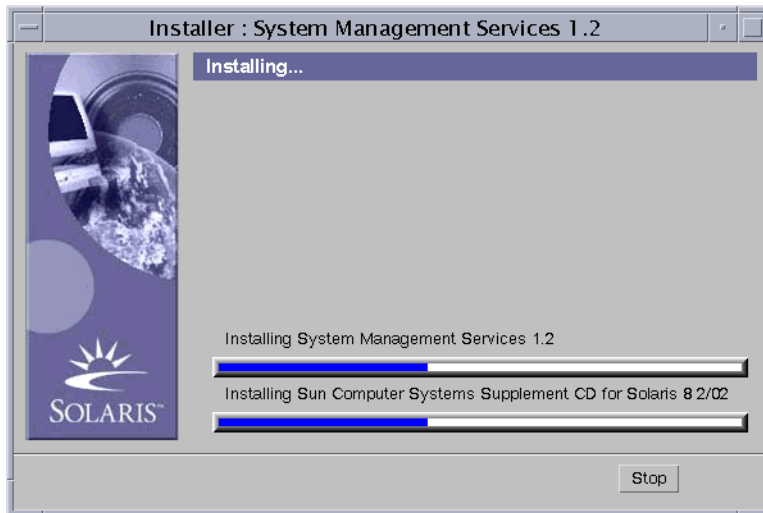 Installer : System Management Services 1.2
Installing...
Installing System Management Services 1.2
Installing Sun Computer Systems Supplement CD for Solaris 8 2/02
SOLARIS™
Stop